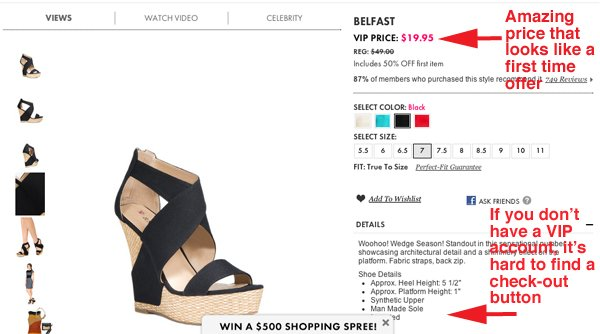 VIEWS
WATCH VIDEO
CELEBRITY
BELFAST
VIP PRICE: $19.95
REG: $49.00
Includes 50% OFF first item
87% of members who purchased this style recommend it 749 Reviews
Amazing
price that
looks like a
first time
offer
SELECT COLOR: Black
SELECT SIZE:
5.5 6 6.5 7 7.5 8 8.5 9 10 11
FIT: True To Size Perfect-Fit Guarantee
Add To Wishlist
ASK FRIENDS ?
DETAILS
Woohoo! Wedge Season! Standout in this sensational
showcasing architectural detail and a
platform. Fabric straps, back zip.
Shoe Details
• Approx. Heel Height: 5 1/2"
• Approx. Platform Height: 1"
• Synthetic Upper
• Man Made Sole
If you don't
have a VIP
account, it's
hard to find a
check-out
button
WIN A $500 SHOPPING SPREE!